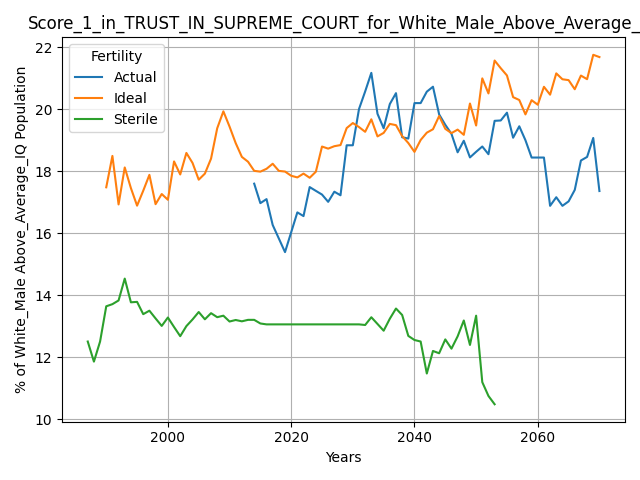 Score_1_in_TRUST_IN_SUPREME_COURT_for_White_Male_Above_Average_
Fertility
Actual
Ideal
Sterile
% of White_Male Above_Average_IQ Population
22
20
18
16
14
12
10
2000
2020
2040
2060
Years